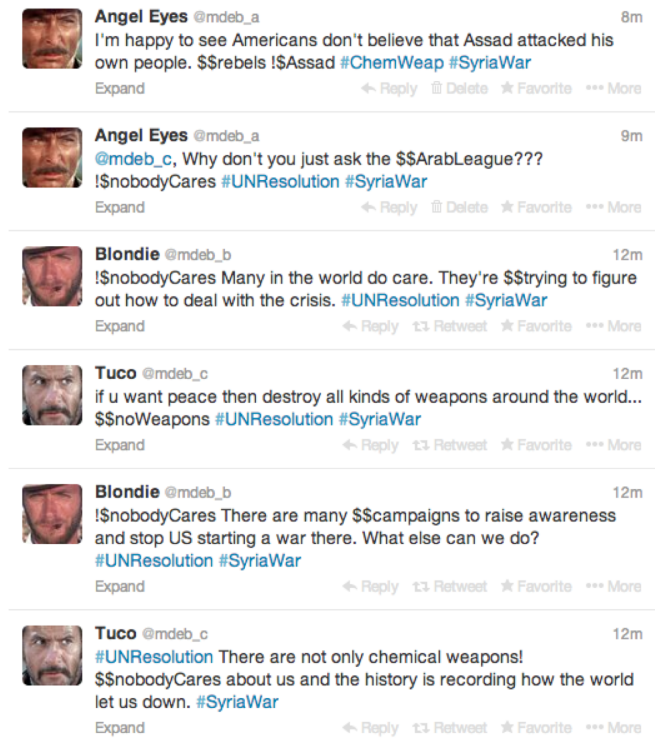 Angel Eyes @mdeb_a 8m
I'm happy to see Americans don't believe that Assad attacked his
own people. $$rebels !$Assad #ChemWeap #SyriaWar
Expand Reply Delete Favorite More
Angel Eyes @mdeb_a 9m
@mdeb_c, Why don't you just ask the $$ArabLeague???
!$nobodyCares #UNResolution #SyriaWar
Expand Reply Delete Favorite More
Blondie @mdeb_b 12m
!$nobodyCares Many in the world do care. They're $$trying to figure
out how to deal with the crisis. #UNResolution #SyriaWar
Expand Reply Retweet Favorite More
Tuco @mdeb_c 12m
if u want peace then destroy all kinds of weapons around the world...
$$noWeapons #UNResolution #SyriaWar
Expand Reply Retweet Favorite More
Blondie @mdeb_b 12m
!$nobodyCares There are many $$campaigns to raise awareness
and stop US starting a war there. What else can we do?
#UNResolution #SyriaWar
Expand Reply Retweet Favorite More
Tuco @mdeb_c 12m
#UNResolution There are not only chemical weapons!
$$nobodyCares about us and the history is recording how the world
let us down. #SyriaWar
Expand Reply Retweet Favorite More